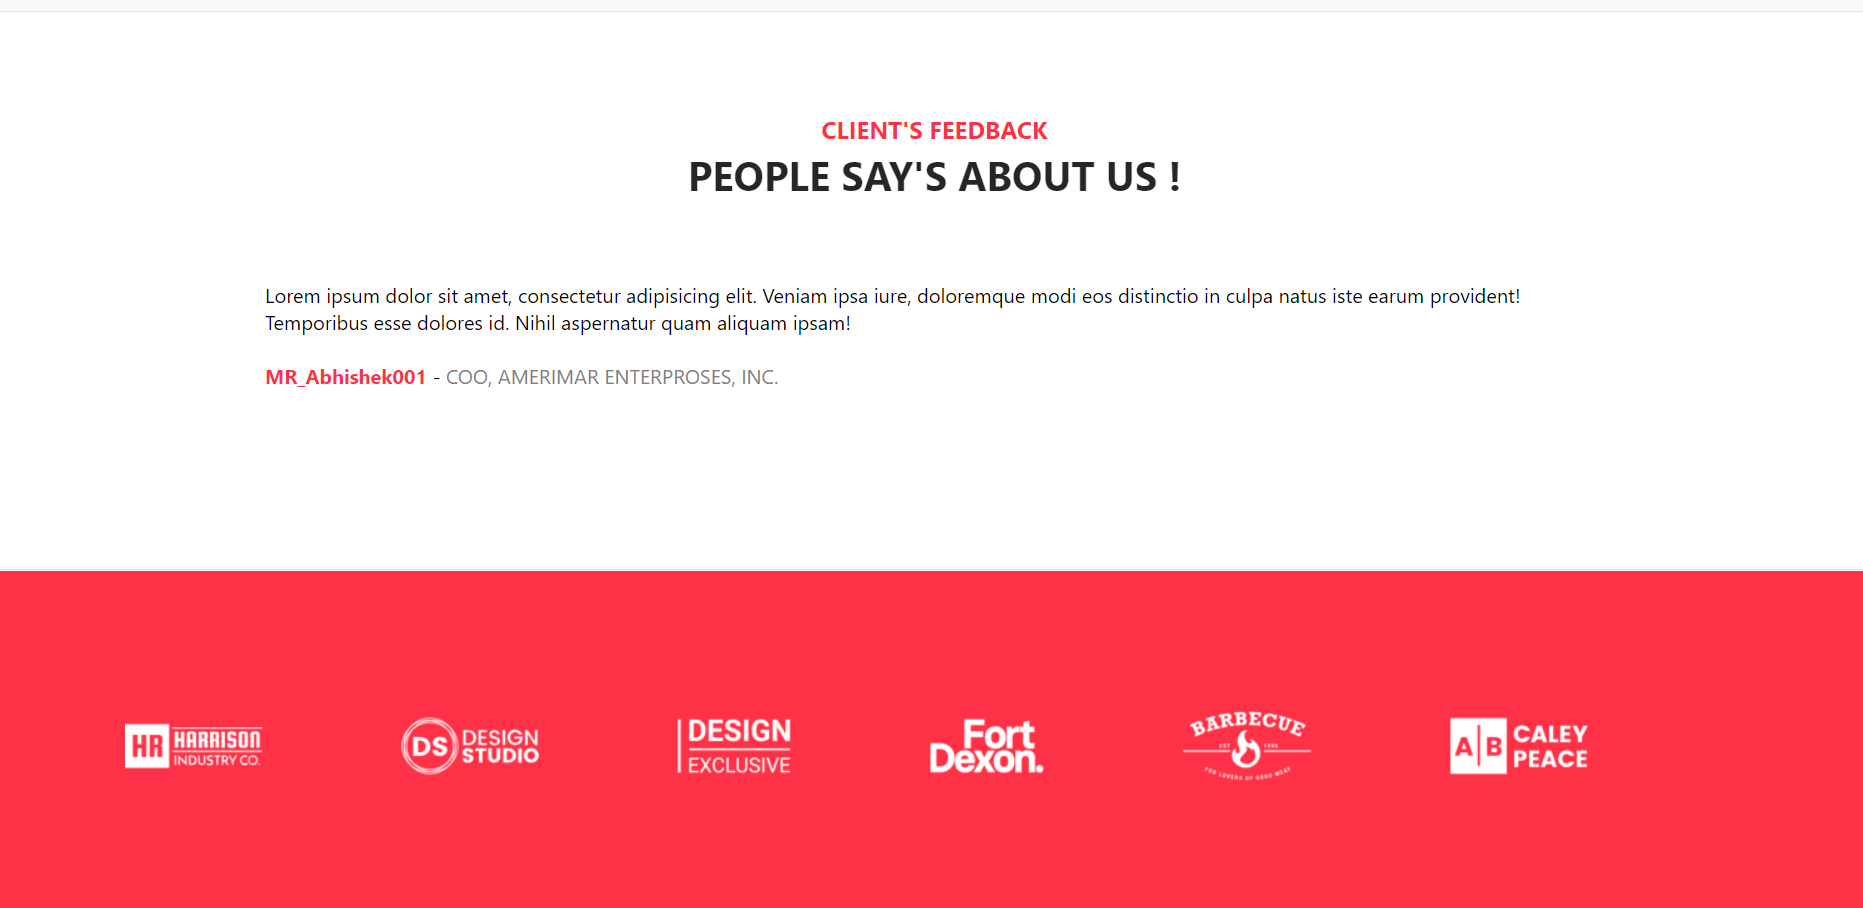 CLIENT'S FEEDBACK
PEOPLE SAY'S ABOUT US !
Lorem ipsum dolor sit amet, consectetur adipisicing elit. Veniam ipsa iure, doloremque modi eos distinctio in culpa natus iste earum provident!
Temporibus esse dolores id. Nihil aspernatur quam aliquam ipsam!
MR_Abhishek001 - COO, AMERIMAR ENTERPROSES, INC.
HR HARRISON
INDUSTRY CO.
DS DESIGN
STUDIO
DESIGN
EXCLUSIVE
Fort
Dexon.
BARBECUE
EST
FOR LOVERS OF GOOD MEAT
A|B CALEY
PEACE